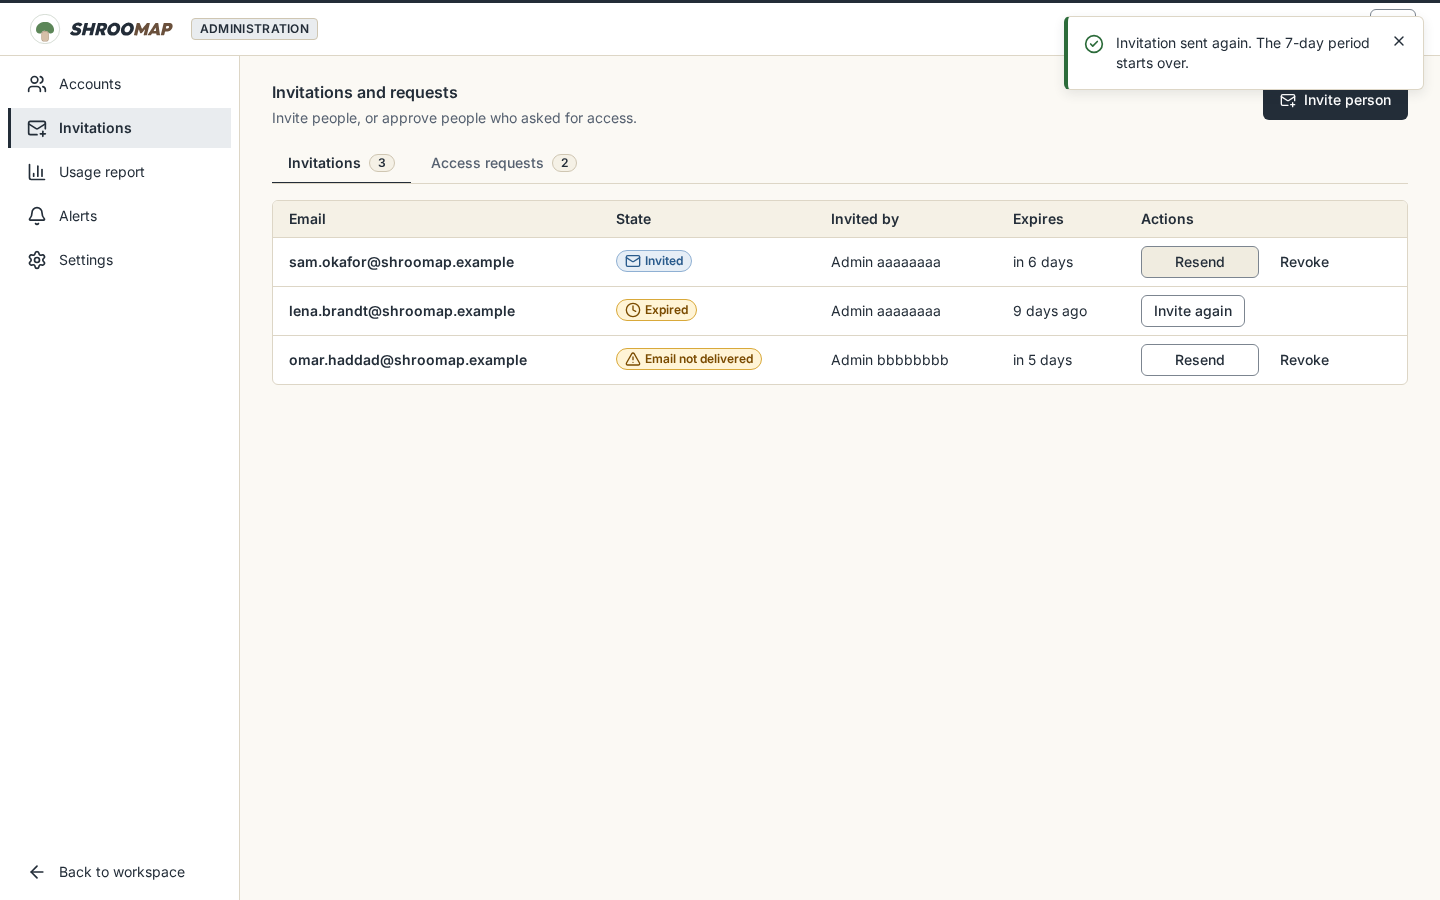 SHROOMAP
ADMINISTRATION
Invitation sent again. The 7-day period
starts over.
Accounts
Invitations
Usage report
Alerts
Settings
Back to workspace
Invitations and requests
Invite people, or approve people who asked for access.
Invite person
Invitations 3
Access requests 2
Email State Invited by Expires Actions
sam.okafor@shroomap.example Invited Admin aaaaaaaa in 6 days Resend Revoke
lena.brandt@shroomap.example Expired Admin aaaaaaaa 9 days ago Invite again
omar.haddad@shroomap.example Email not delivered Admin bbbbbbbb in 5 days Resend Revoke